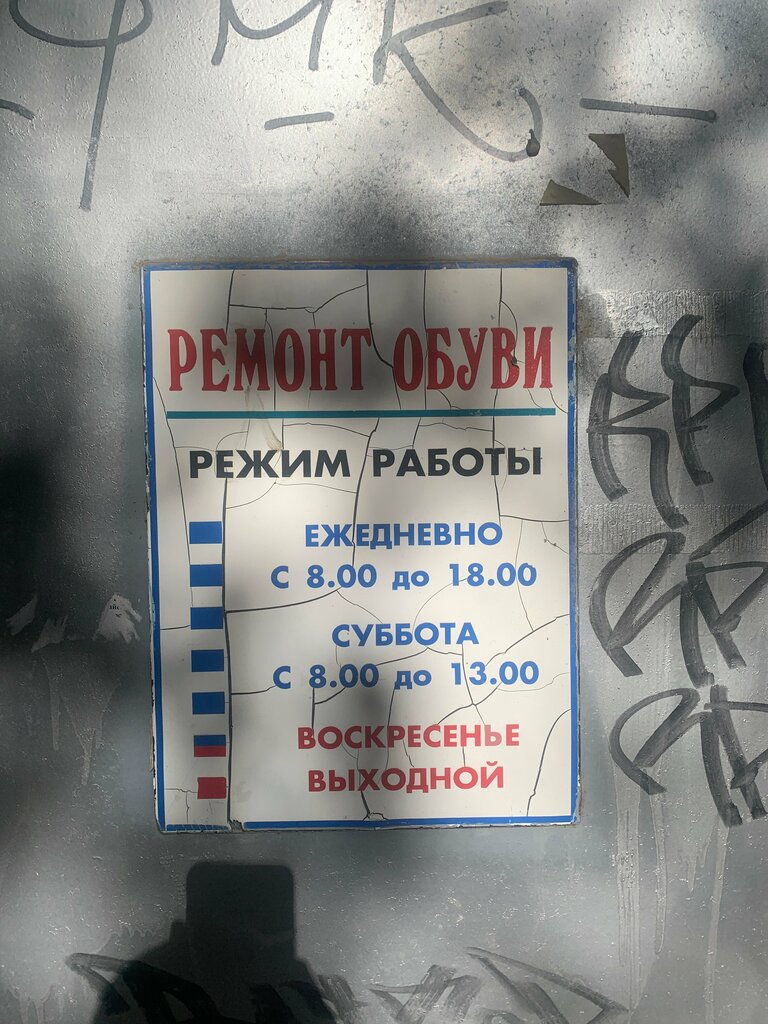 РЕМОНТ ОБУВИ
РЕЖИМ РАБОТЫ
ЕЖЕДНЕВНО
С 8.00 до 18.00
СУББОТА
С 8.00 до 13.00
ВОСКРЕСЕНЬЕ
ВЫХОДНОЙ